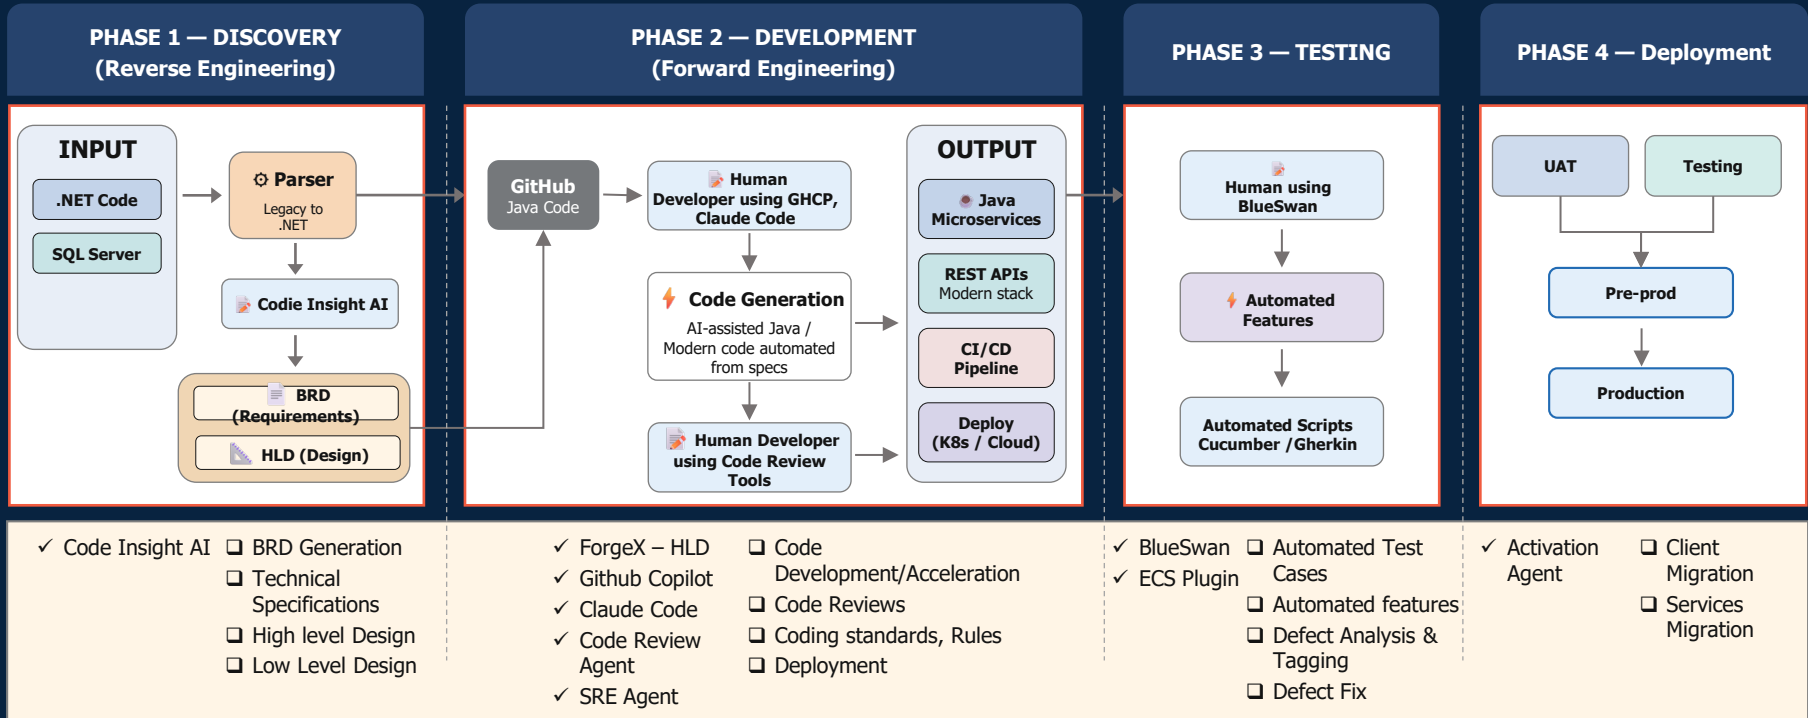 PHASE 1 — DISCOVERY
(Reverse Engineering)
PHASE 2 — DEVELOPMENT
(Forward Engineering)
PHASE 3 — TESTING
PHASE 4 — Deployment
INPUT
.NET Code
SQL Server
Parser
Legacy to
.NET
Codie Insight AI
BRD
(Requirements)
HLD (Design)
GitHub
Java Code
Human
Developer using GHCP,
Claude Code
Code Generation
AI-assisted Java /
Modern code automated
from specs
Human Developer
using Code Review
Tools
OUTPUT
Java
Microservices
REST APIs
Modern stack
CI/CD
Pipeline
Deploy
(K8s / Cloud)
Human using
BlueSwan
Automated
Features
Automated Scripts
Cucumber /Gherkin
UAT
Testing
Pre-prod
Production
✓ Code Insight AI
❑ BRD Generation
❑ Technical
Specifications
❑ High level Design
❑ Low Level Design
✓ ForgeX – HLD
✓ Github Copilot
✓ Claude Code
✓ Code Review
Agent
✓ SRE Agent
❑ Code
Development/Acceleration
❑ Code Reviews
❑ Coding standards, Rules
❑ Deployment
✓ BlueSwan
✓ ECS Plugin
❑ Automated Test
Cases
❑ Automated features
❑ Defect Analysis &
Tagging
❑ Defect Fix
✓ Activation
Agent
❑ Client
Migration
❑ Services
Migration